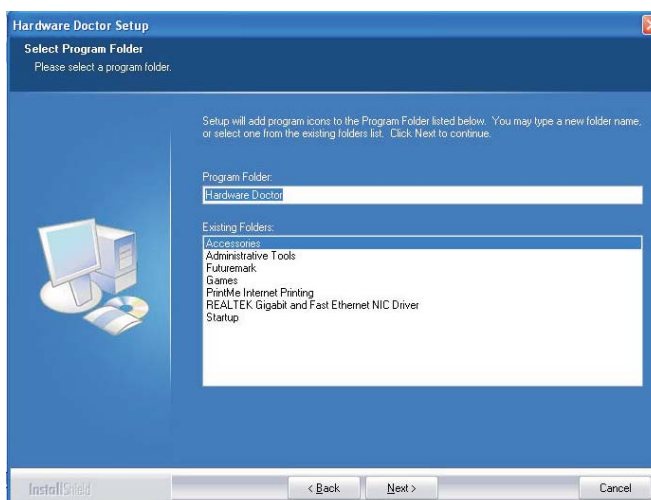 Hardware Doctor Setup
Select Program Folder
Please select a program folder.
Setup will add program icons to the Program Folder listed below. You may type a new folder name,
or select one from the existing folders list. Click Next to continue.
Program Folder:
Hardware Doctor
Existing Folders:
Accessories
Administrative Tools
Futuremark
Games
PrintMe Internet Printing
REALTEK Gigabit and Fast Ethernet NIC Driver
Startup
InstallShield
< Back
Next >
Cancel